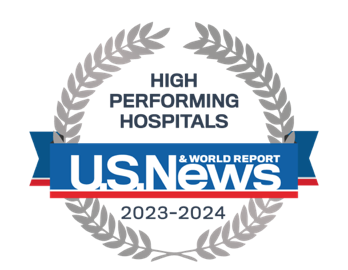 HIGH
PERFORMING
HOSPITALS
& WORLD REPORT
U.S.News
2023-2024